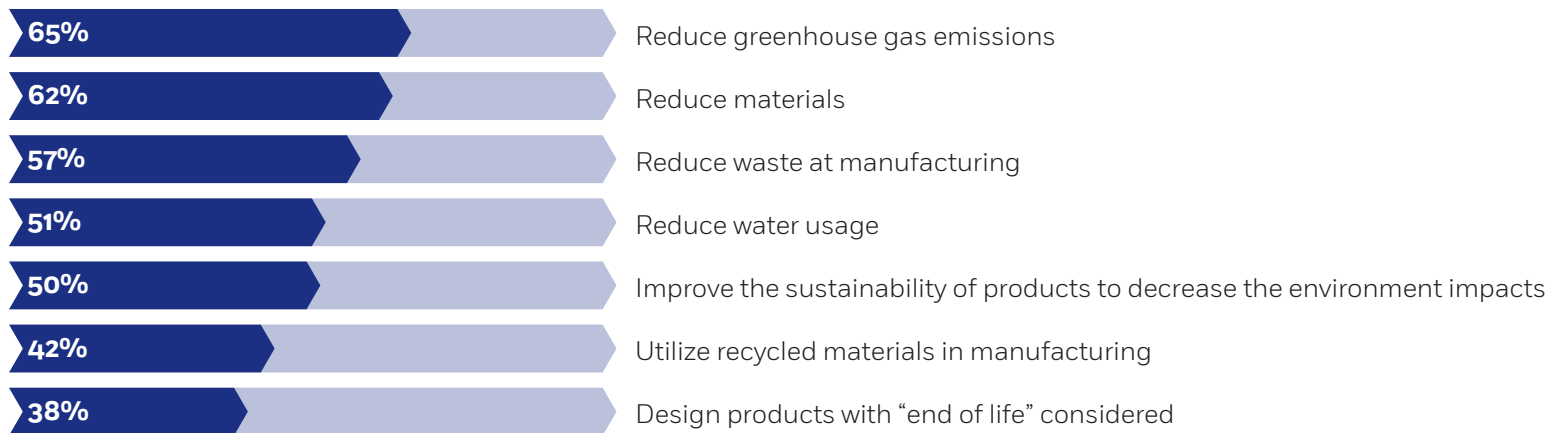 65% Reduce greenhouse gas emissions
62% Reduce materials
57% Reduce waste at manufacturing
51% Reduce water usage
50% Improve the sustainability of products to decrease the environment impacts
42% Utilize recycled materials in manufacturing
38% Design products with “end of life” considered